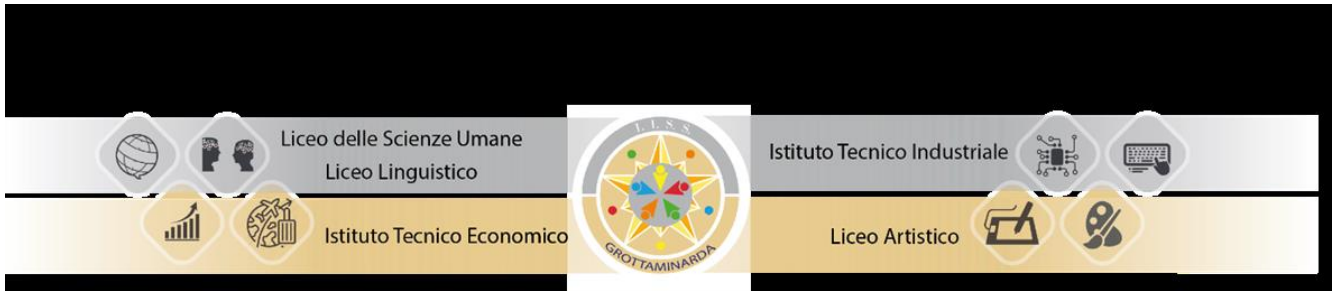 Liceo delle Scienze Umane
Liceo Linguistico
Istituto Tecnico Economico
I. I. S. S.
GROTTAMINARDA
Istituto Tecnico Industriale
Liceo Artistico